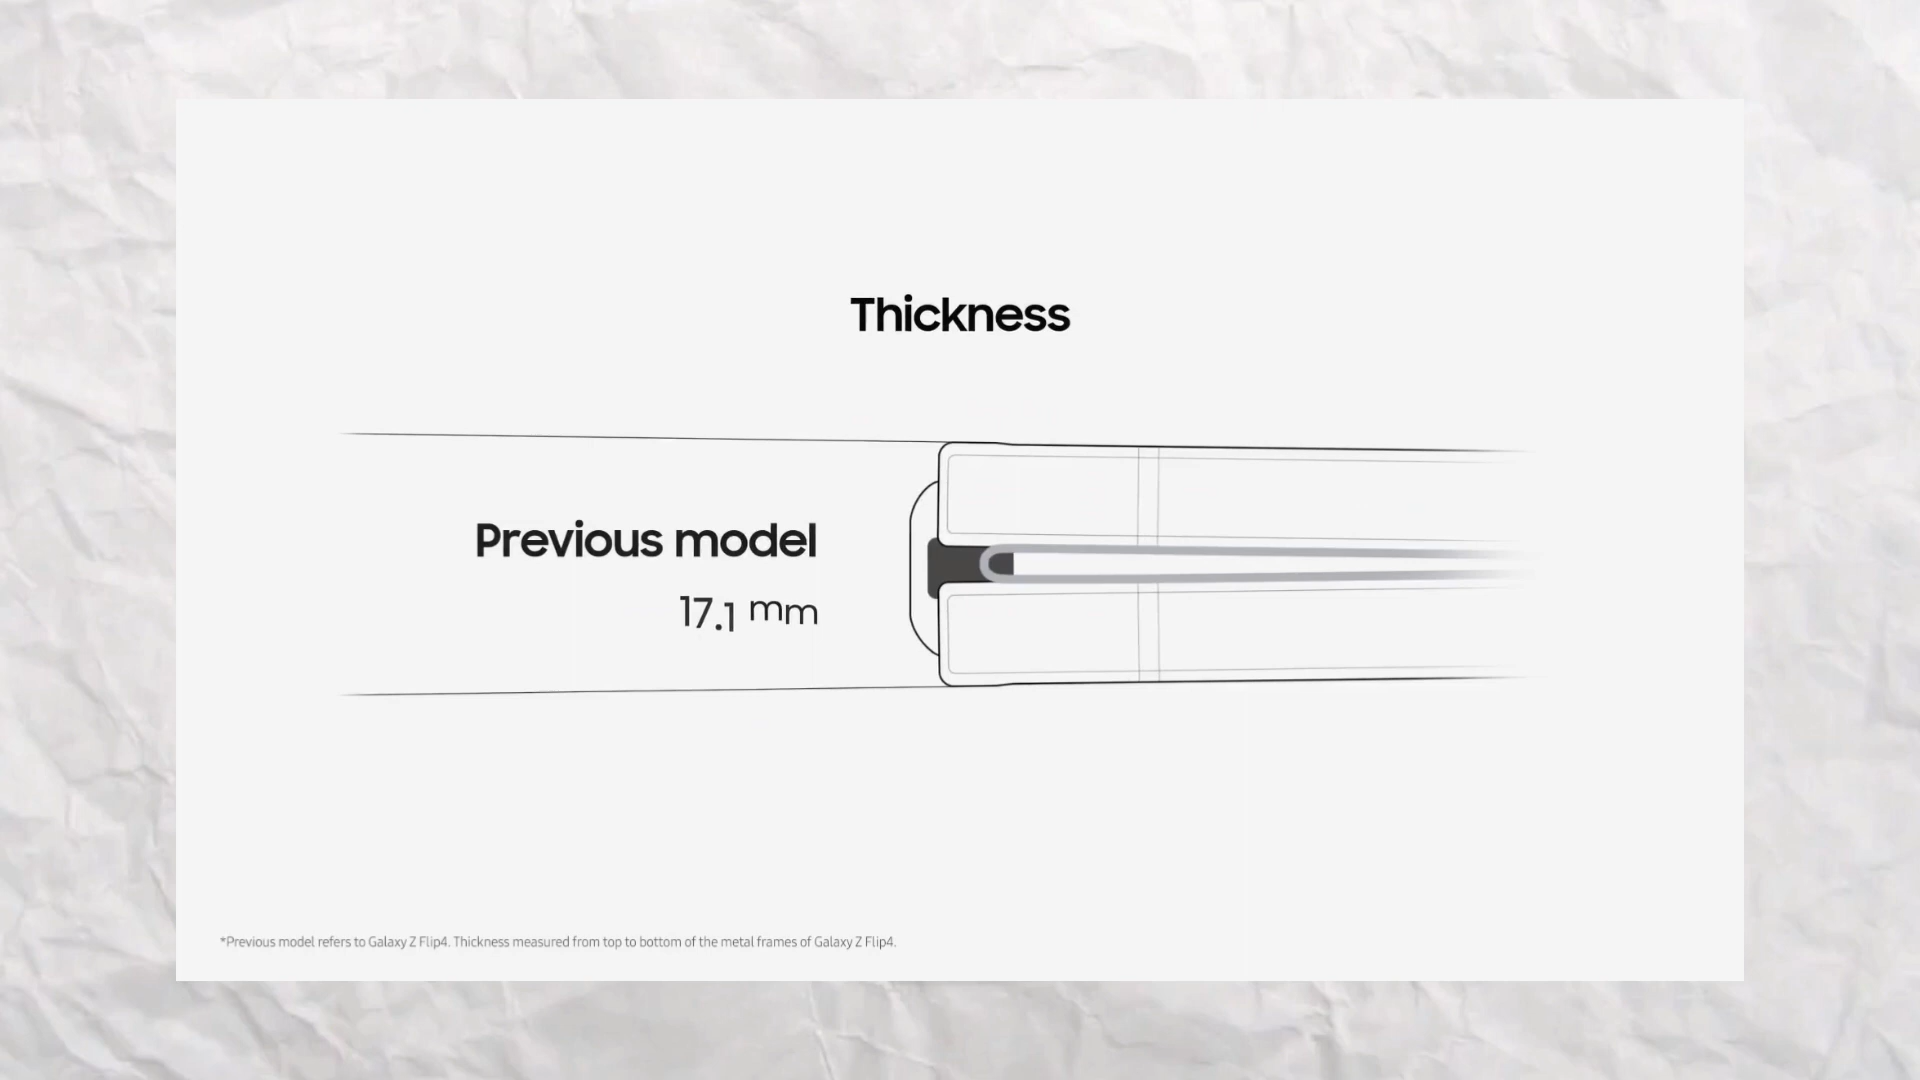 Thickness
Previous model
17.1 mm
*Previous model refers to Galaxy Z Flip4. Thickness measured from top to bottom of the metal frames of Galaxy Z Flip4.